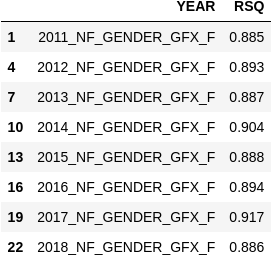 YEAR RSQ
1 2011_NF_GENDER_GFX_F 0.885
4 2012_NF_GENDER_GFX_F 0.893
7 2013_NF_GENDER_GFX_F 0.887
10 2014_NF_GENDER_GFX_F 0.904
13 2015_NF_GENDER_GFX_F 0.888
16 2016_NF_GENDER_GFX_F 0.894
19 2017_NF_GENDER_GFX_F 0.917
22 2018_NF_GENDER_GFX_F 0.886